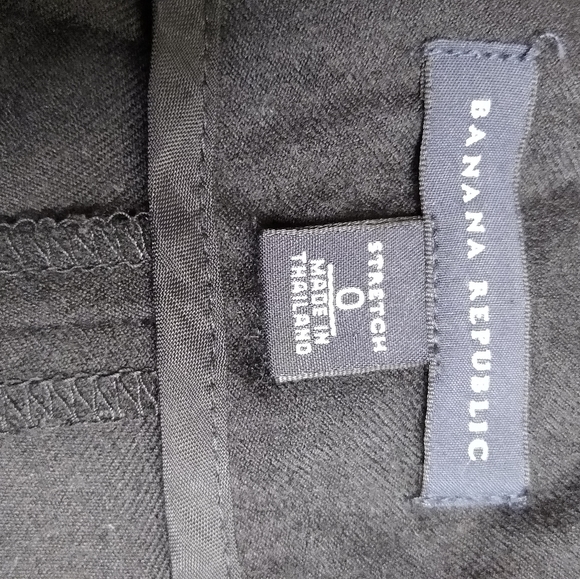 BANANA REPUBLIC
STRETCH
0
MADE IN
THAILAND